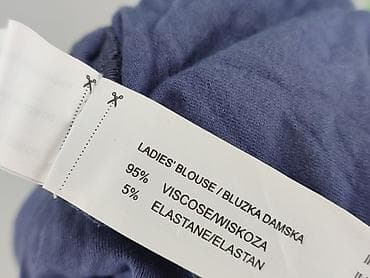 LADIES' BLOUSE / BLUZKA DAMSKA
95% VISCOSE/WISKOZA
5% ELASTANE/ELASTAN